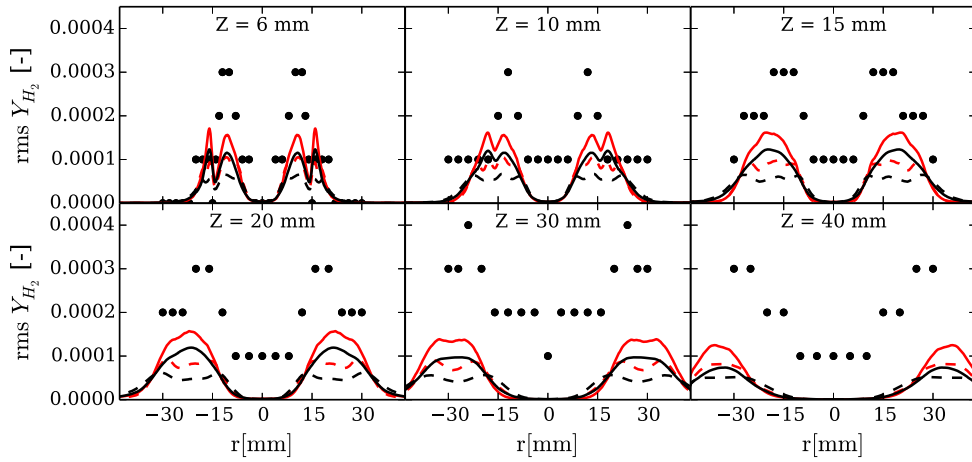 Z = 6 mm
Z = 10 mm
Z = 15 mm
0.0004
0.0003
0.0002
0.0001
0.0000
rms Y_{H_2} [-]
Z = 20 mm
Z = 30 mm
Z = 40 mm
0.0004
0.0003
0.0002
0.0001
0.0000
rms Y_{H_2} [-]
−30 −15 0 15 30
−30 −15 0 15 30
−30 −15 0 15 30
r[mm]
r[mm]
r[mm]